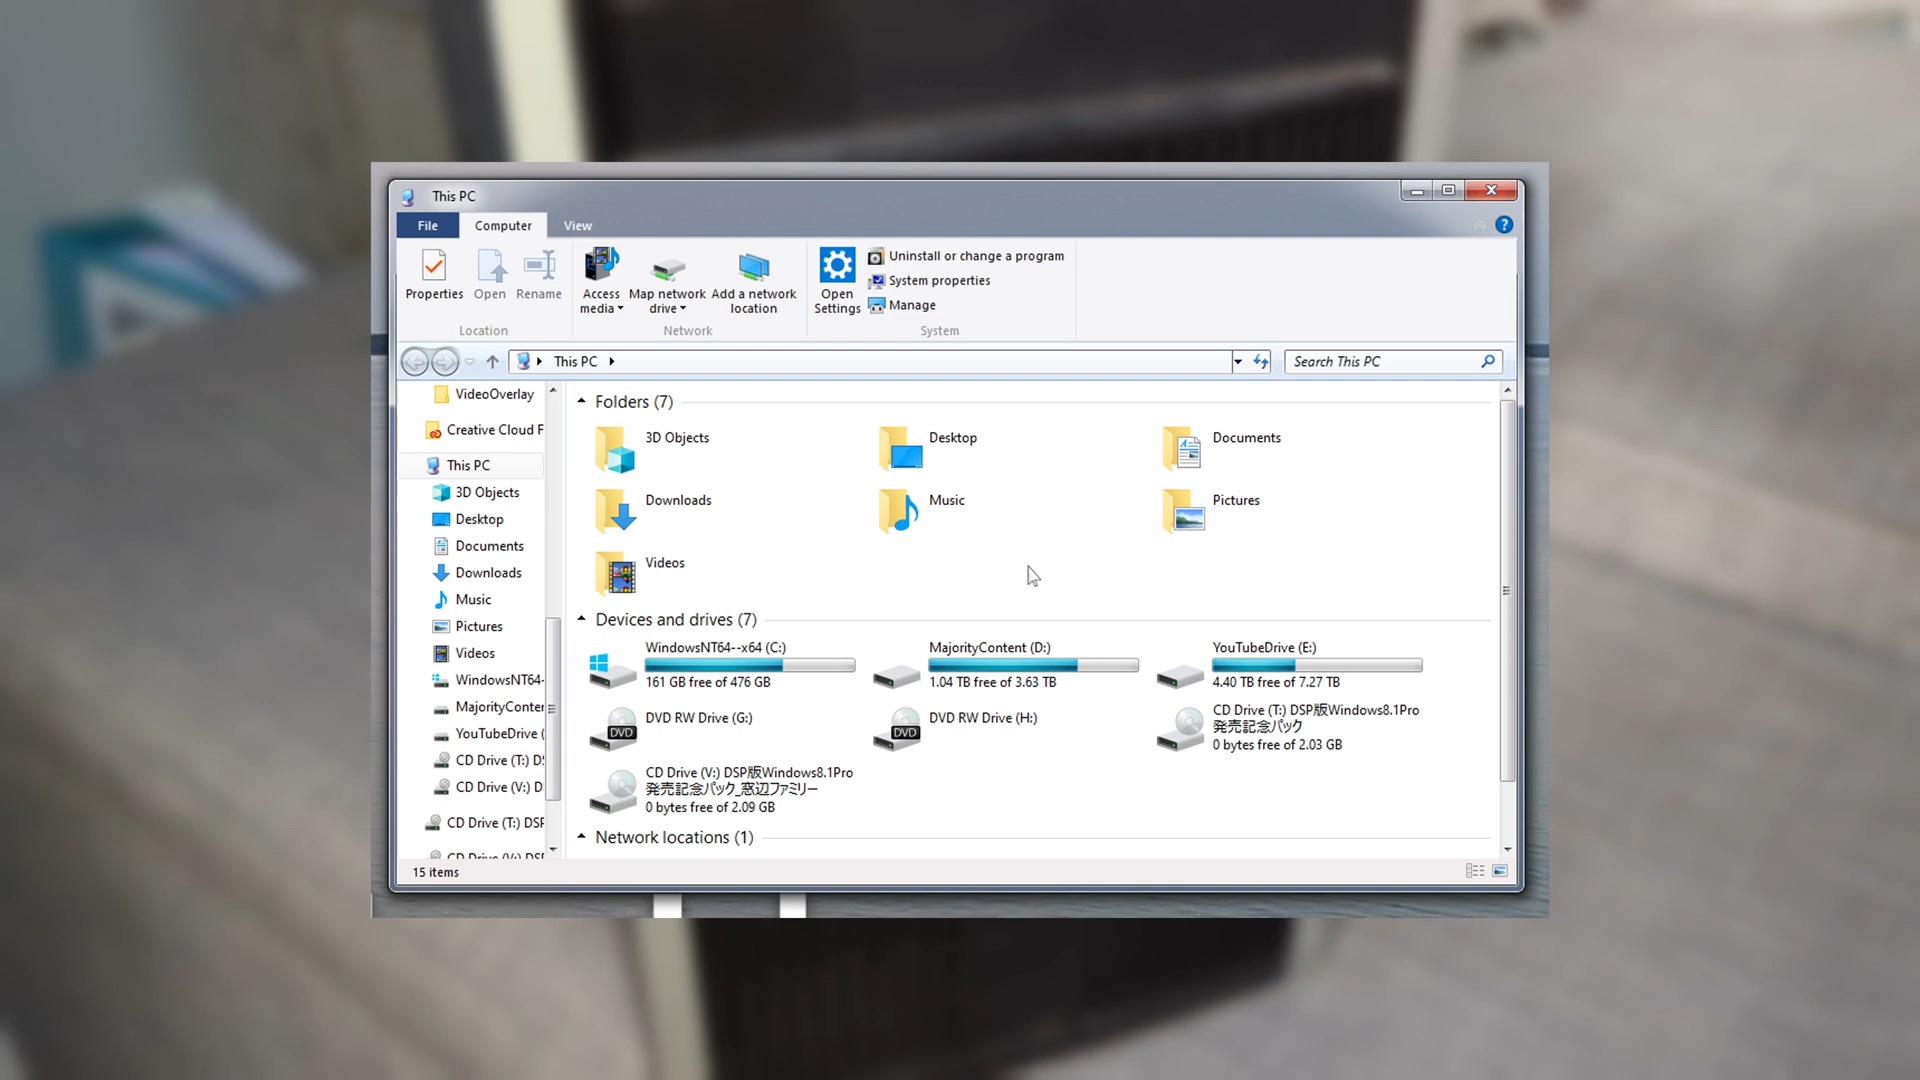 This PC
File
Computer
View
Properties
Open
Rename
Access media
Map network drive
Add a network location
Open Settings
Uninstall or change a program
System properties
Manage
Location
Network
System
This PC
Search This PC
VideoOverlay
Creative Cloud F
This PC
3D Objects
Desktop
Documents
Downloads
Music
Pictures
Videos
WindowsNT64-
MajorityConter
YouTubeDrive (
CD Drive (T:) DS
CD Drive (V:) D
CD Drive (T:) DSF
CD Drive (V:) DSF
Folders (7)
3D Objects
Desktop
Documents
Downloads
Music
Pictures
Videos
Devices and drives (7)
WindowsNT64--x64 (C:)
161 GB free of 476 GB
MajorityContent (D:)
1.04 TB free of 3.63 TB
YouTubeDrive (E:)
4.40 TB free of 7.27 TB
DVD RW Drive (G:)
DVD
DVD RW Drive (H:)
DVD
CD Drive (T:) DSP版Windows8.1Pro
発売記念パック
0 bytes free of 2.03 GB
CD Drive (V:) DSP版Windows8.1Pro
発売記念パック_窓辺ファミリー
0 bytes free of 2.09 GB
Network locations (1)
15 items